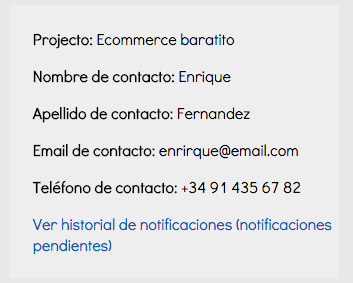 Projecto: Ecommerce baratito
Nombre de contacto: Enrique
Apellido de contacto: Fernandez
Email de contacto: enrirque@email.com
Teléfono de contacto: +34 91 435 67 82
Ver historial de notificaciones (notificaciones
pendientes)